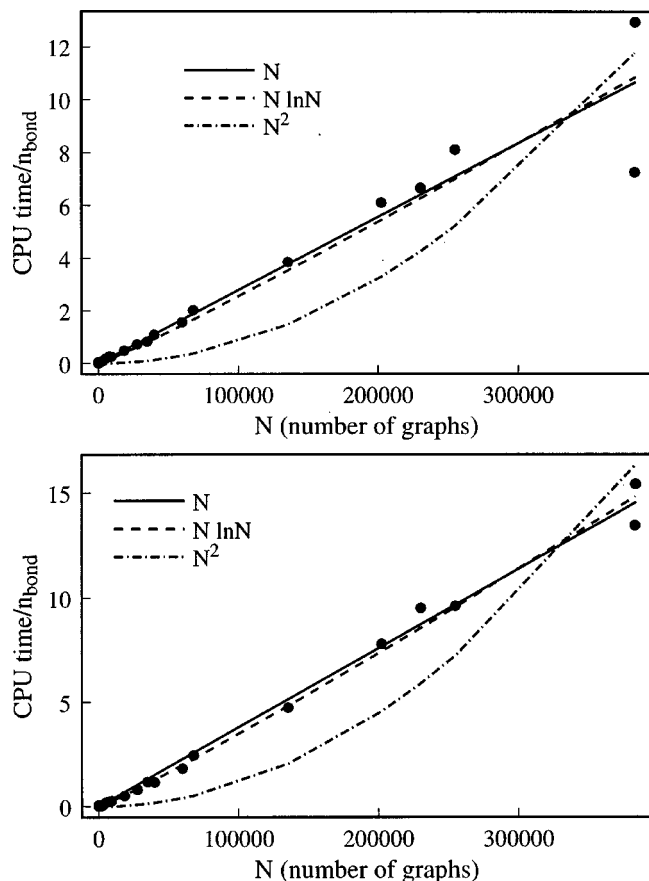 12
10
8
6
4
2
0
CPU time/n_bond
N
N lnN
N²
0
100000
200000
300000
N (number of graphs)
15
10
5
0
CPU time/n_bond
N
N lnN
N²
0
100000
200000
300000
N (number of graphs)